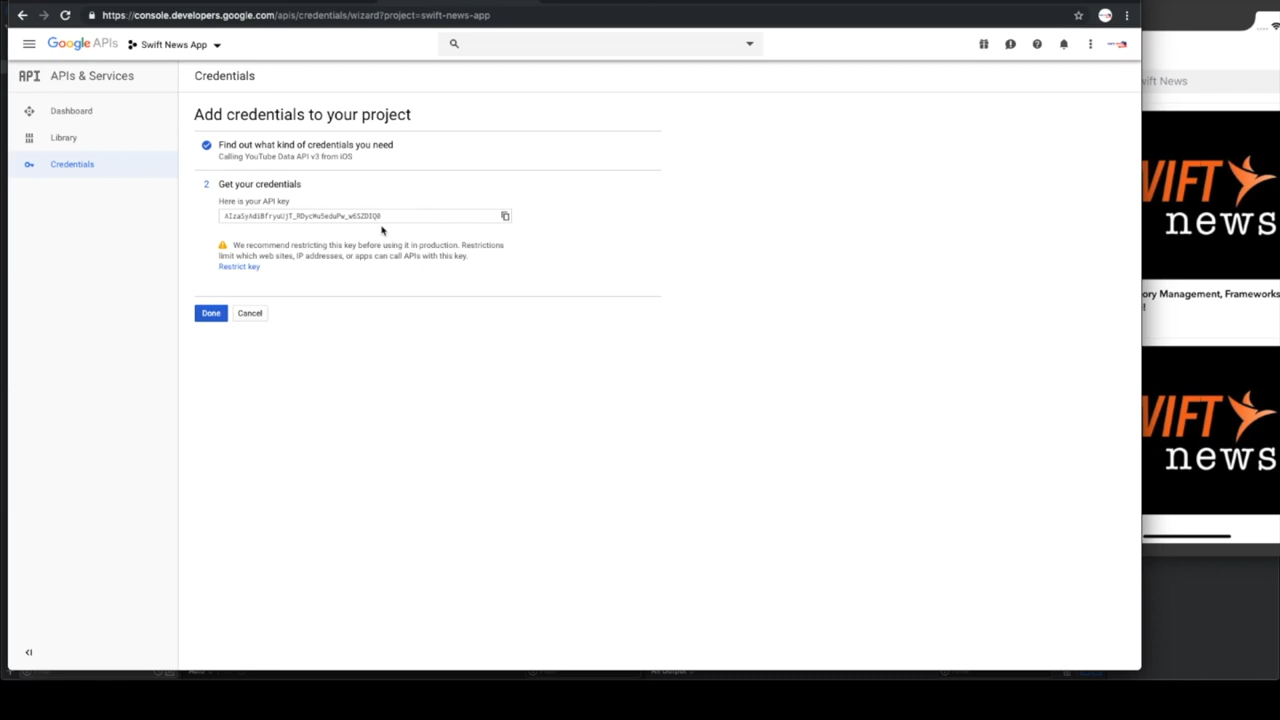 https://console.developers.google.com/apis/credentials/wizard?project=swift-news-app
Google APIs
Swift News App
API APIs & Services
Credentials
Dashboard
Library
Credentials
Add credentials to your project
Find out what kind of credentials you need
Calling YouTube Data API v3 from iOS
2 Get your credentials
Here is your API key
We recommend restricting this key before using it in production. Restrictions
limit which web sites, IP addresses, or apps can call APIs with this key.
Restrict key
Done
Cancel
News
news
ory Management, Frameworks
!
news